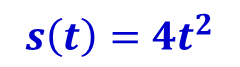 s(t) = 4t²